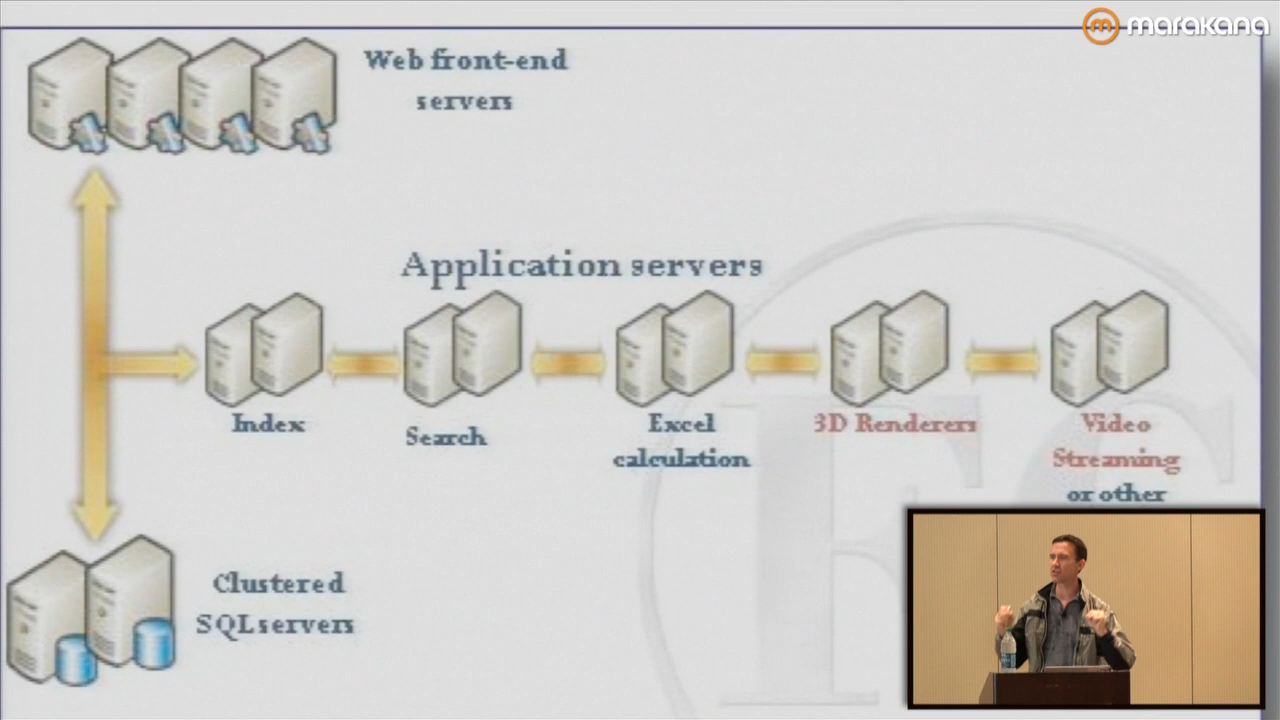 marakana
Web front-end
servers
Application servers
Index
Search
Excel
calculation
3D Renderers
Video
Streaming
or other
Clustered
SQL servers